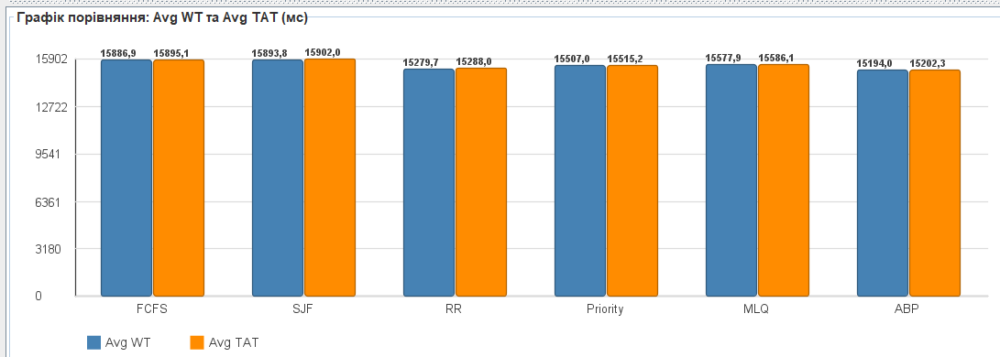 Графік порівняння: Avg WT та Avg TAT (мс)
15886,9 15895,1 15893,8 15902,0 15279,7 15288,0 15507,0 15515,2 15577,9 15586,1 15194,0 15202,3
15902
12722
9541
6361
3180
0
FCFS SJF RR Priority MLQ ABP
Avg WT Avg TAT